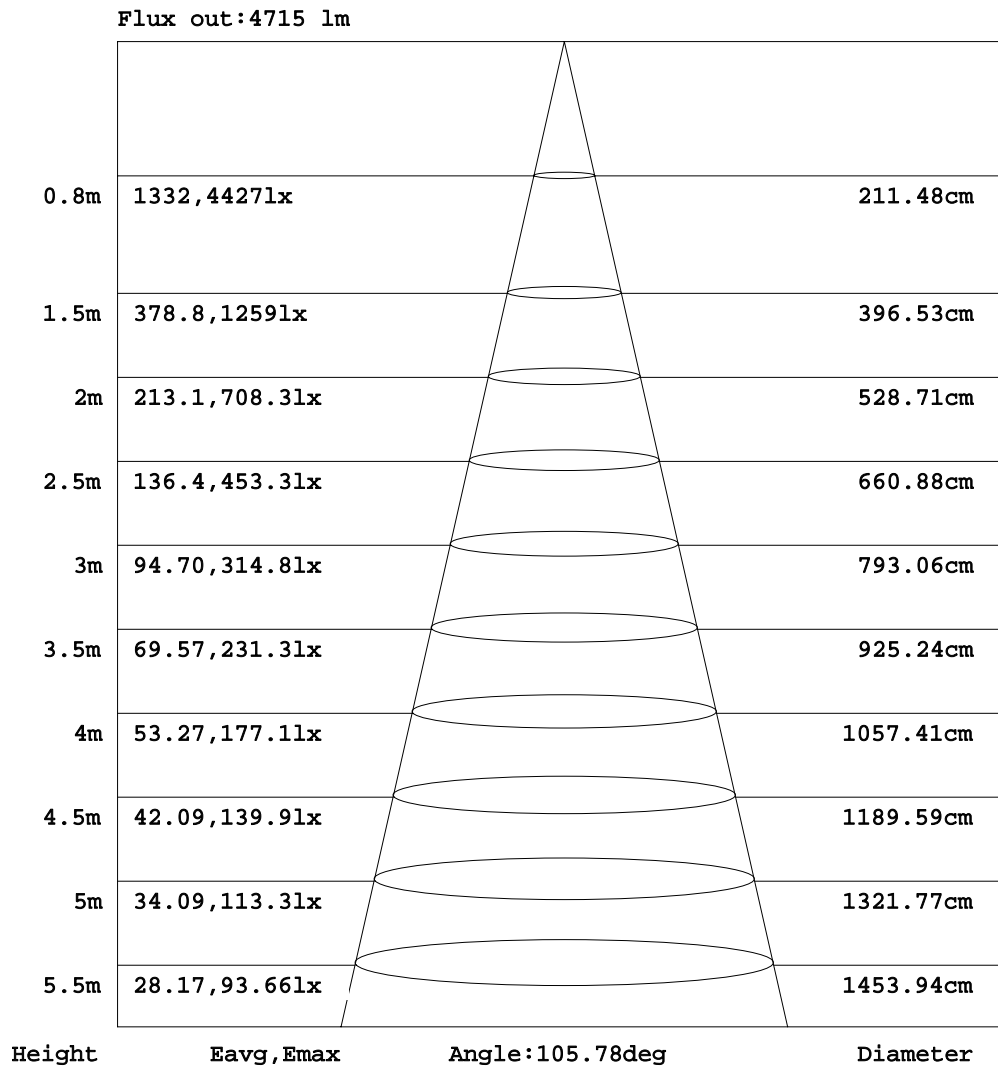 Flux out:4715 lm
0.8m 1332,4427lx 211.48cm
1.5m 378.8,1259lx 396.53cm
2m 213.1,708.3lx 528.71cm
2.5m 136.4,453.3lx 660.88cm
3m 94.70,314.8lx 793.06cm
3.5m 69.57,231.3lx 925.24cm
4m 53.27,177.1lx 1057.41cm
4.5m 42.09,139.9lx 1189.59cm
5m 34.09,113.3lx 1321.77cm
5.5m 28.17,93.66lx 1453.94cm
Height Eavg,Emax Angle:105.78deg Diameter